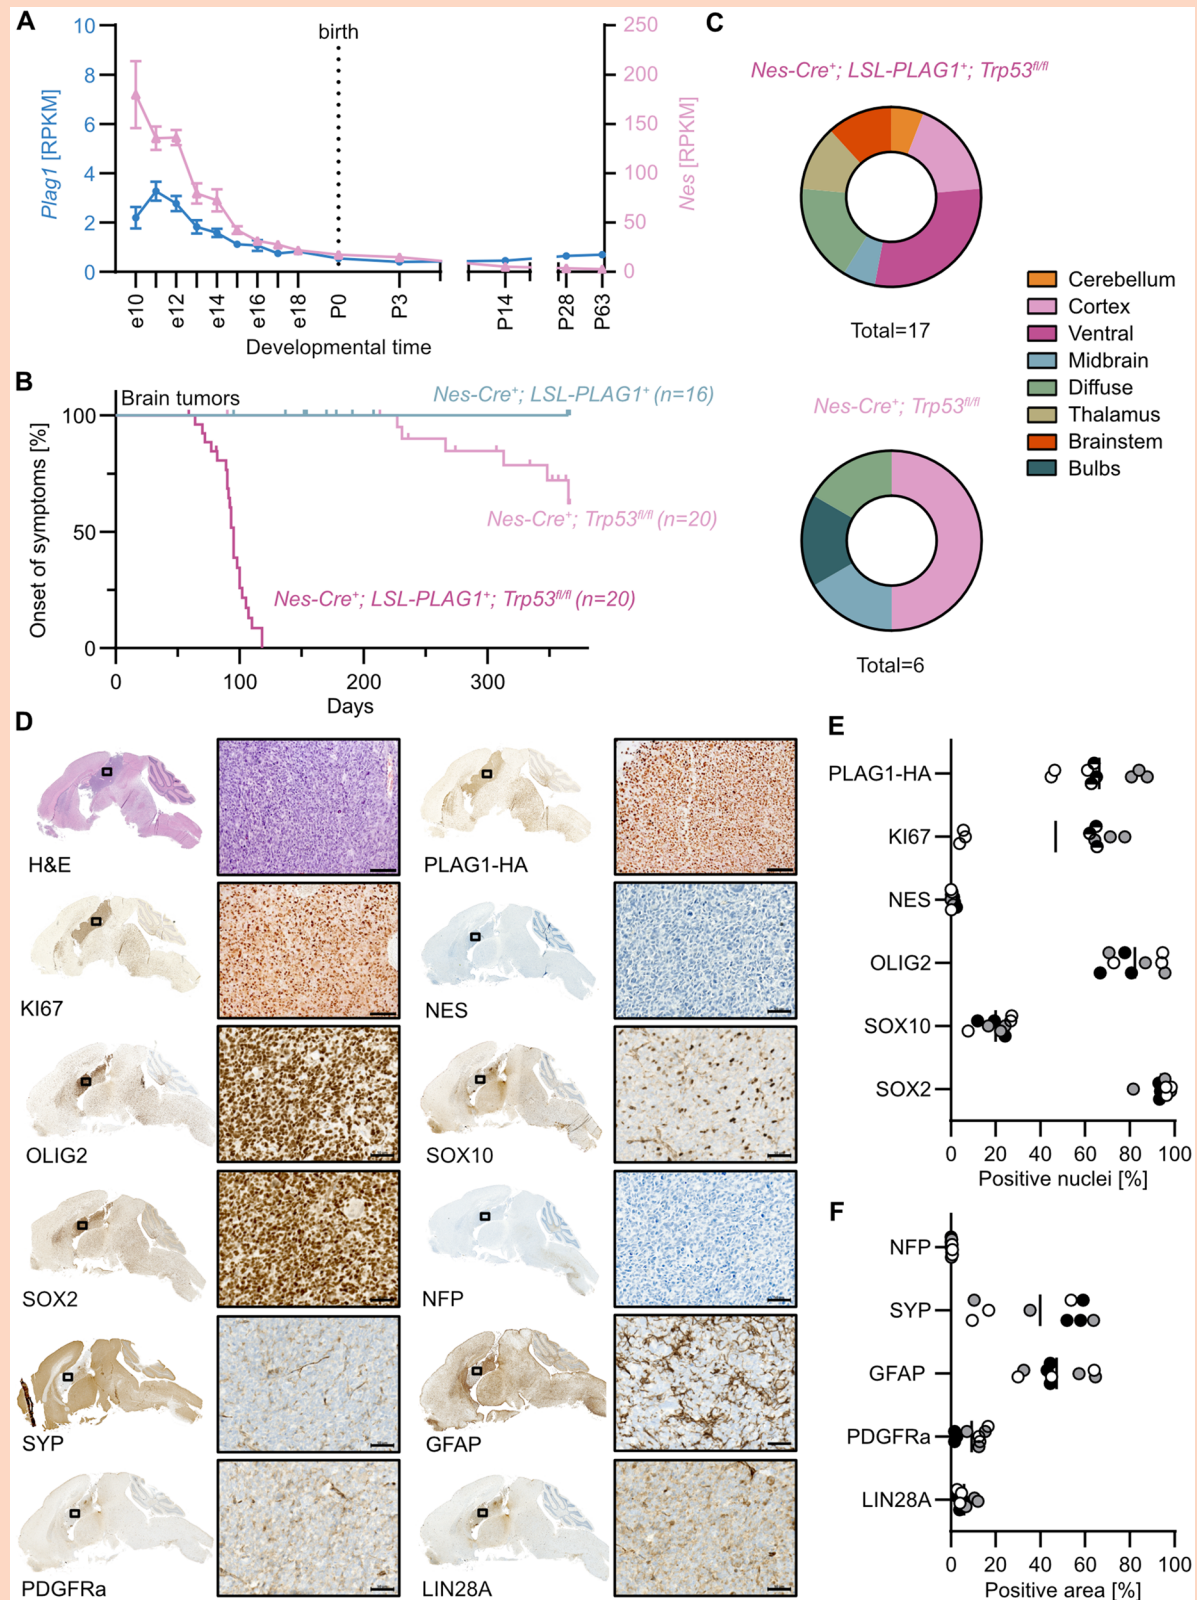 A
10
8
6
4
2
0
Plag1 [RPKM]
birth
250
200
150
100
50
0
Nes [RPKM]
e10
e12
e14
e16
e18
P0
P3
P14
P28
P63
Developmental time
B
Brain tumors
Nes-Cre⁺; LSL-PLAG1⁺ (n=16)
Nes-Cre⁺; Trp53ᶠˡ/ᶠˡ (n=20)
Nes-Cre⁺; LSL-PLAG1⁺; Trp53ᶠˡ/ᶠˡ (n=20)
100
50
0
Onset of symptoms [%]
0
100
200
300
Days
C
Nes-Cre⁺; LSL-PLAG1⁺; Trp53ᶠˡ/ᶠˡ
Total=17
Nes-Cre⁺; Trp53ᶠˡ/ᶠˡ
Total=6
Cerebellum
Cortex
Ventral
Midbrain
Diffuse
Thalamus
Brainstem
Bulbs
D
H&E
PLAG1-HA
KI67
NES
OLIG2
SOX10
SOX2
NFP
SYP
GFAP
PDGFRa
LIN28A
E
PLAG1-HA
KI67
NES
OLIG2
SOX10
SOX2
0 20 40 60 80 100
Positive nuclei [%]
F
NFP
SYP
GFAP
PDGFRa
LIN28A
0 20 40 60 80 100
Positive area [%]